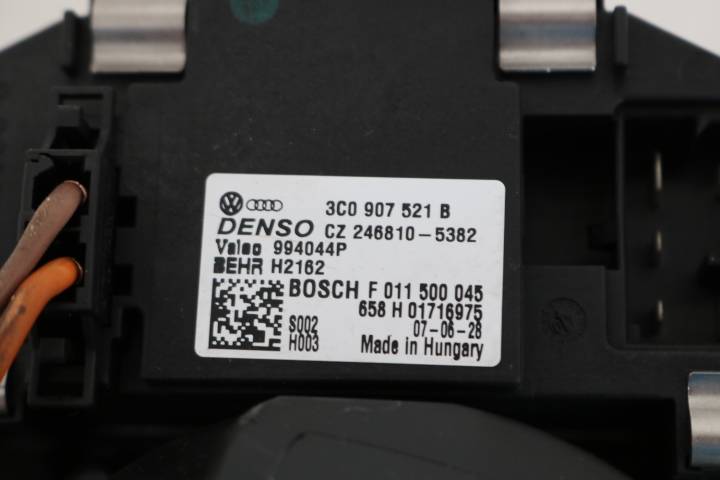 3C0 907 521 B
DENSO CZ 246810-5382
Valeo 994044P
BEHR H2162
BOSCH F 011 500 045
658 H 01716975
S002 07-06-28
H003 Made in Hungary